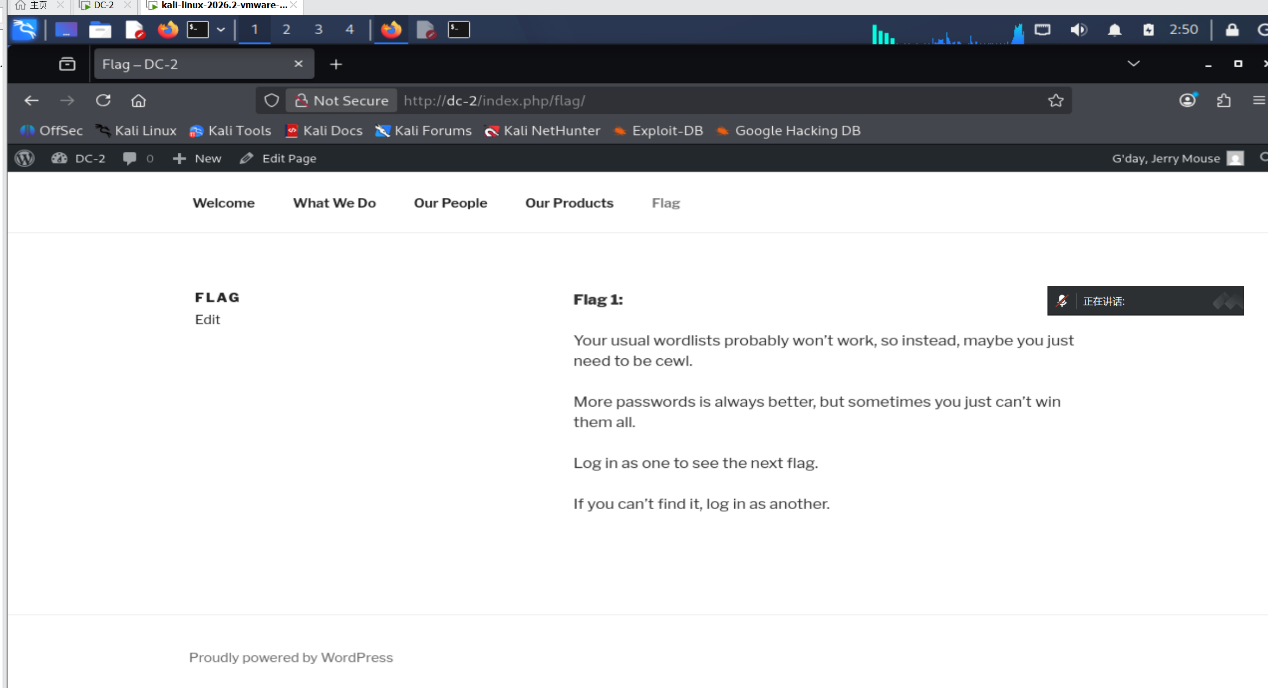 主页 DC-2 kali-linux-2026.2-vmware-...
1 2 3 4 2:50
Flag – DC-2
Not Secure http://dc-2/index.php/flag/
OffSec Kali Linux Kali Tools Kali Docs Kali Forums Kali NetHunter Exploit-DB Google Hacking DB
DC-2 0 New Edit Page G'day, Jerry Mouse
Welcome What We Do Our People Our Products Flag
FLAG
Edit
Flag 1:
正在讲话:
Your usual wordlists probably won’t work, so instead, maybe you just
need to be cewl.
More passwords is always better, but sometimes you just can’t win
them all.
Log in as one to see the next flag.
If you can’t find it, log in as another.
Proudly powered by WordPress